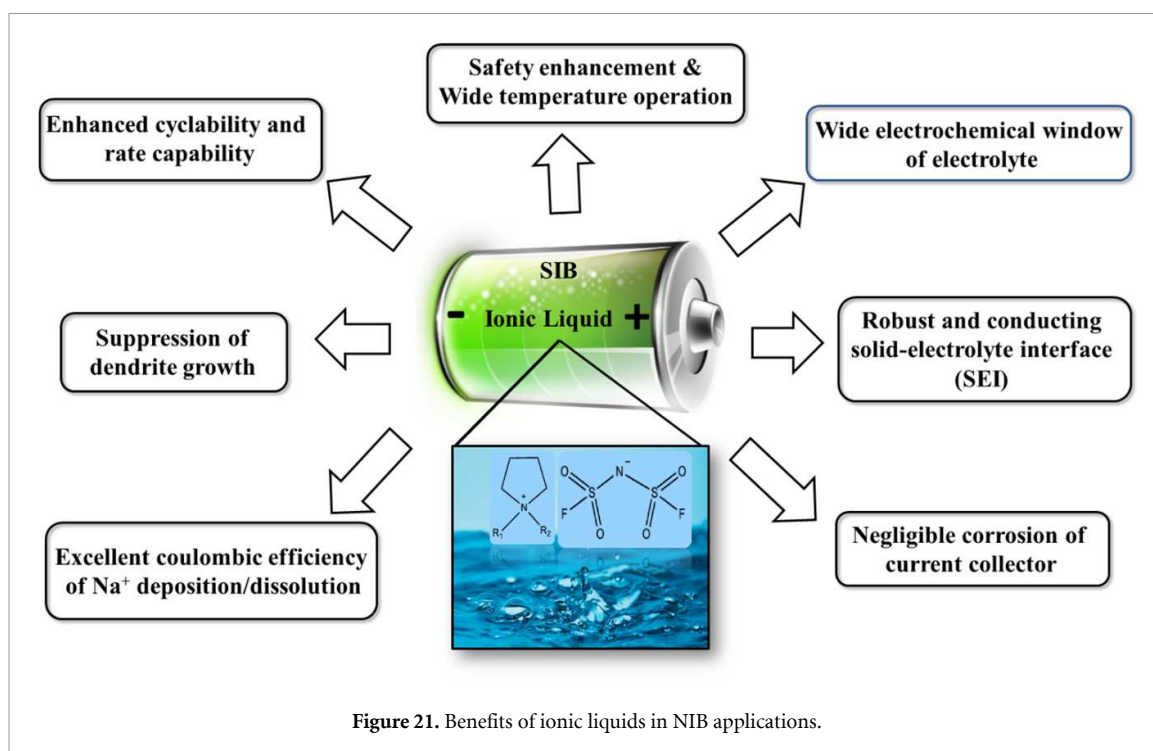 Safety enhancement &
Wide temperature operation
Enhanced cyclability and
rate capability
Wide electrochemical window
of electrolyte
SIB
- Ionic Liquid +
Suppression of
dendrite growth
Robust and conducting
solid-electrolyte interface
(SEI)
O N⁻ O
S S
N⁺ F F
R₁ R₂ O O
Excellent coulombic efficiency
of Na⁺ deposition/dissolution
Negligible corrosion of
current collector
Figure 21. Benefits of ionic liquids in NIB applications.